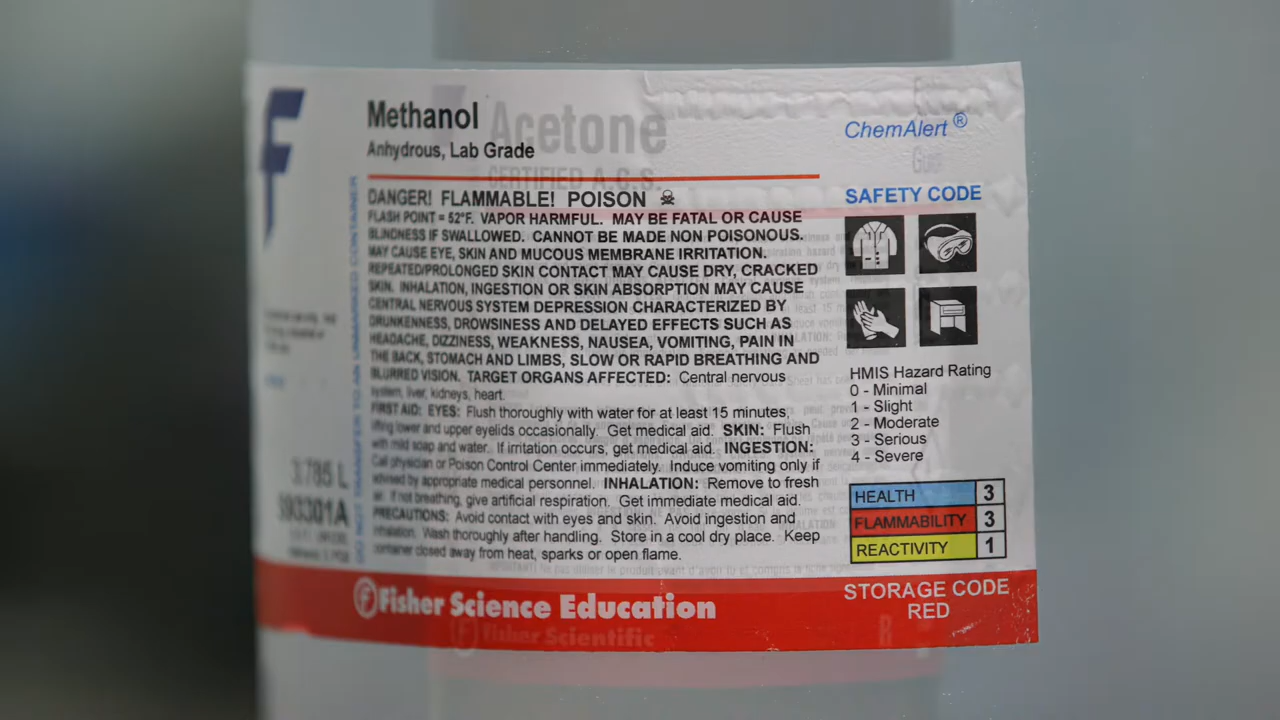 F
Methanol
Anhydrous, Lab Grade
DANGER! FLAMMABLE! POISON
FLASH POINT = 52°F. VAPOR HARMFUL. MAY BE FATAL OR CAUSE
BLINDNESS IF SWALLOWED. CANNOT BE MADE NON POISONOUS.
MAY CAUSE EYE, SKIN AND MUCOUS MEMBRANE IRRITATION.
REPEATED/PROLONGED SKIN CONTACT MAY CAUSE DRY, CRACKED
SKIN. INHALATION, INGESTION OR SKIN ABSORPTION MAY CAUSE
CENTRAL NERVOUS SYSTEM DEPRESSION CHARACTERIZED BY
DRUNKENNESS, DROWSINESS AND DELAYED EFFECTS SUCH AS
HEADACHE, DIZZINESS, WEAKNESS, NAUSEA, VOMITING, PAIN IN
THE BACK, STOMACH AND LIMBS, SLOW OR RAPID BREATHING AND
BLURRED VISION. TARGET ORGANS AFFECTED: Central nervous
system, liver, kidneys, heart.
FIRST AID: EYES: Flush thoroughly with water for at least 15 minutes,
lifting lower and upper eyelids occasionally. Get medical aid. SKIN: Flush
with mild soap and water. If irritation occurs, get medical aid. INGESTION:
Call physician or Poison Control Center immediately. Induce vomiting only if
advised by appropriate medical personnel. INHALATION: Remove to fresh
air. If not breathing, give artificial respiration. Get immediate medical aid.
PRECAUTIONS: Avoid contact with eyes and skin. Avoid ingestion and
inhalation. Wash thoroughly after handling. Store in a cool dry place. Keep
container closed away from heat, sparks or open flame.
Fisher Science Education
DO NOT TRANSFER TO AN UNMARKED CONTAINER
3.785 L
Acetone
CERTIFIED A.C.S.
Fisher Scientific
ChemAlert®
SAFETY CODE
HMIS Hazard Rating
0 - Minimal
1 - Slight
2 - Moderate
3 - Serious
4 - Severe
HEALTH 3
FLAMMABILITY 3
REACTIVITY 1
STORAGE CODE
RED